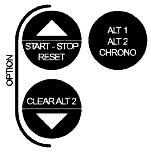 START - STOP
RESET
ALT 1
ALT 2
CHRONO
OPTION
CLEAR ALT 2